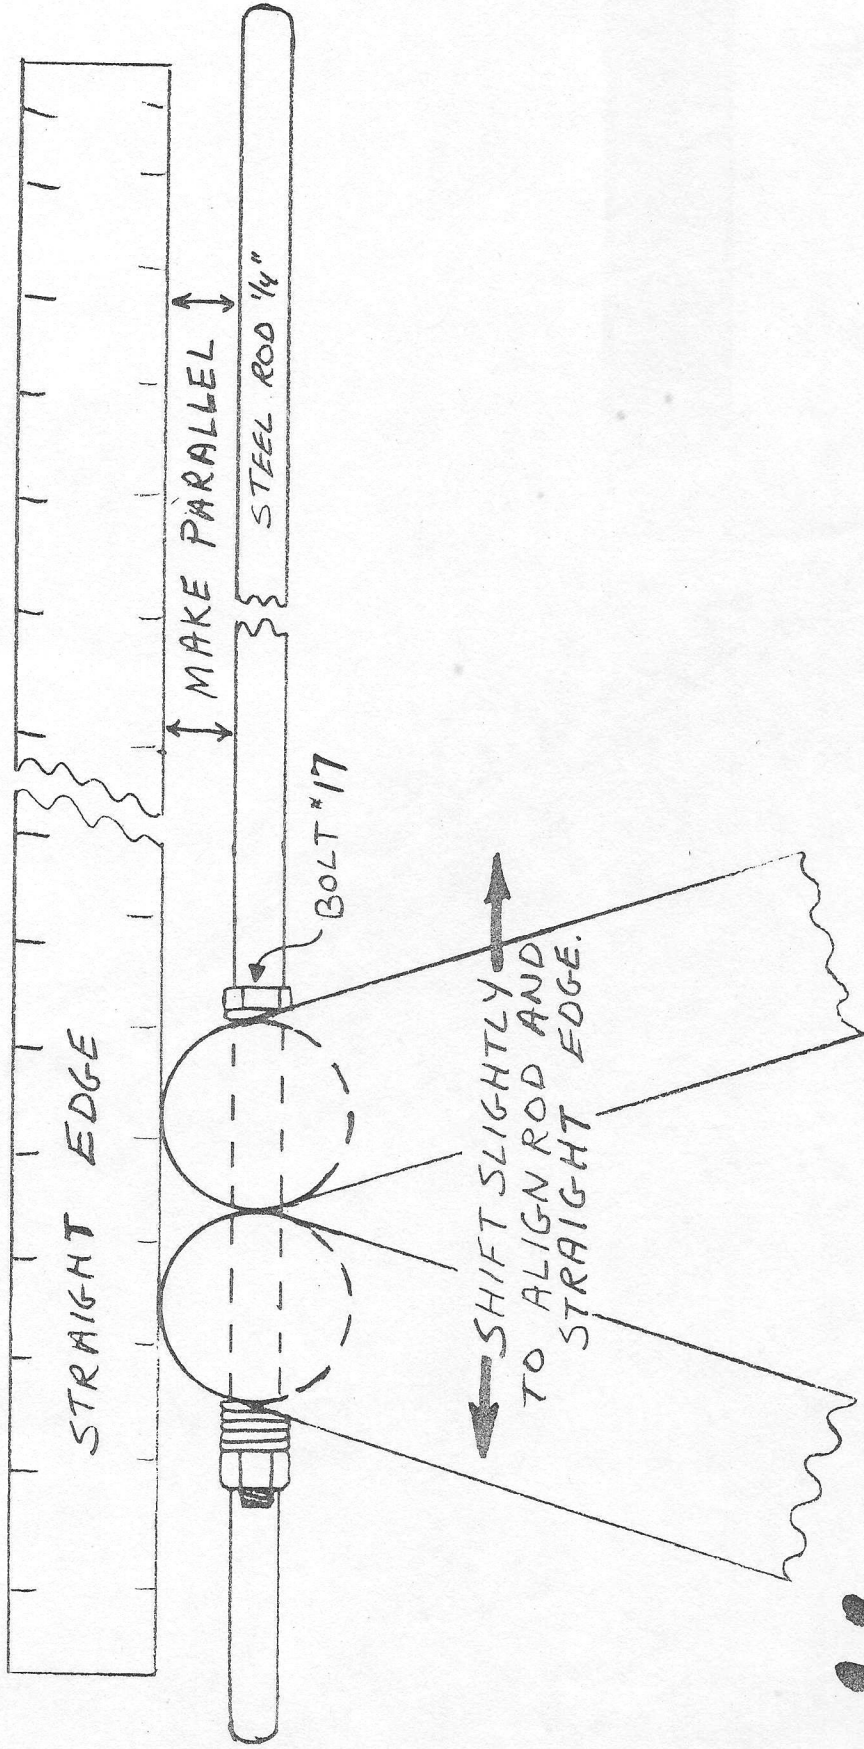 STRAIGHT EDGE
MAKE PARALLEL
STEEL ROD 1/4"
BOLT #17
SHIFT SLIGHTLY
TO ALIGN ROD AND
STRAIGHT EDGE.